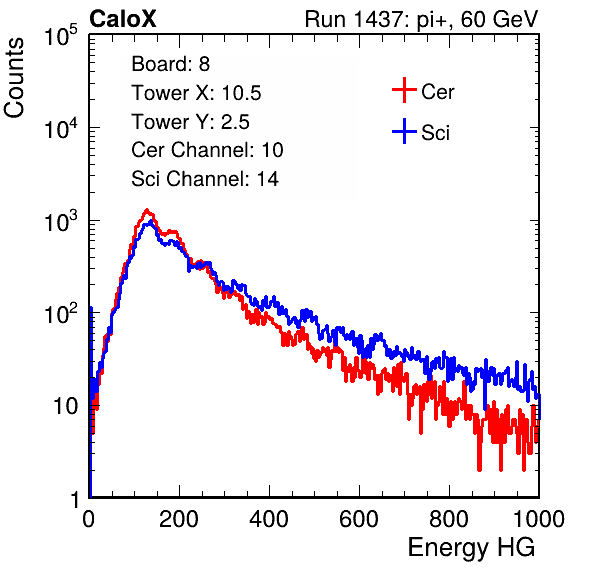 CaloX Run 1437: pi+, 60 GeV
Counts
Board: 8
Tower X: 10.5
Tower Y: 2.5
Cer Channel: 10
Sci Channel: 14
Cer
Sci
10^5
10^4
10^3
10^2
10
1
0 200 400 600 800 1000
Energy HG